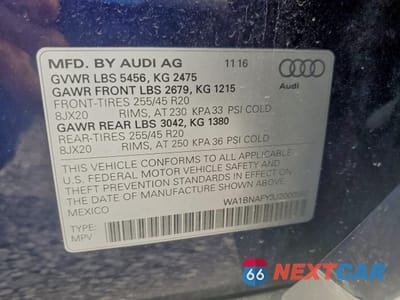 MFD. BY AUDI AG 11 16
GVWR LBS 5456, KG 2475
GAWR FRONT LBS 2679, KG 1215
FRONT-TIRES 255/45 R20
8JX20 RIMS, AT 230 KPA 33 PSI COLD
GAWR REAR LBS 3042, KG 1380
REAR-TIRES 255/45 R20
8JX20 RIMS, AT 250 KPA 36 PSI COLD
Audi
THIS VEHICLE CONFORMS TO ALL APPLICABLE
U.S. FEDERAL MOTOR VEHICLE SAFETY AND
THEFT PREVENTION STANDARDS IN EFFECT ON
THE DATE OF MANUFACTURE SHOWN ABOVE.
MEXICO
TYPE:
MPV
66 NEXTCAR